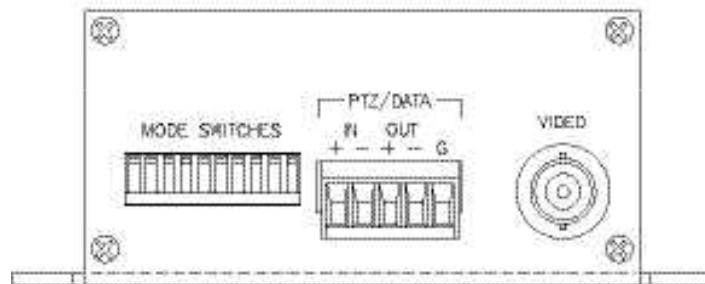 PTZ/DATA
MODE SWITCHES
IN OUT
VIDEO
+ - + - G